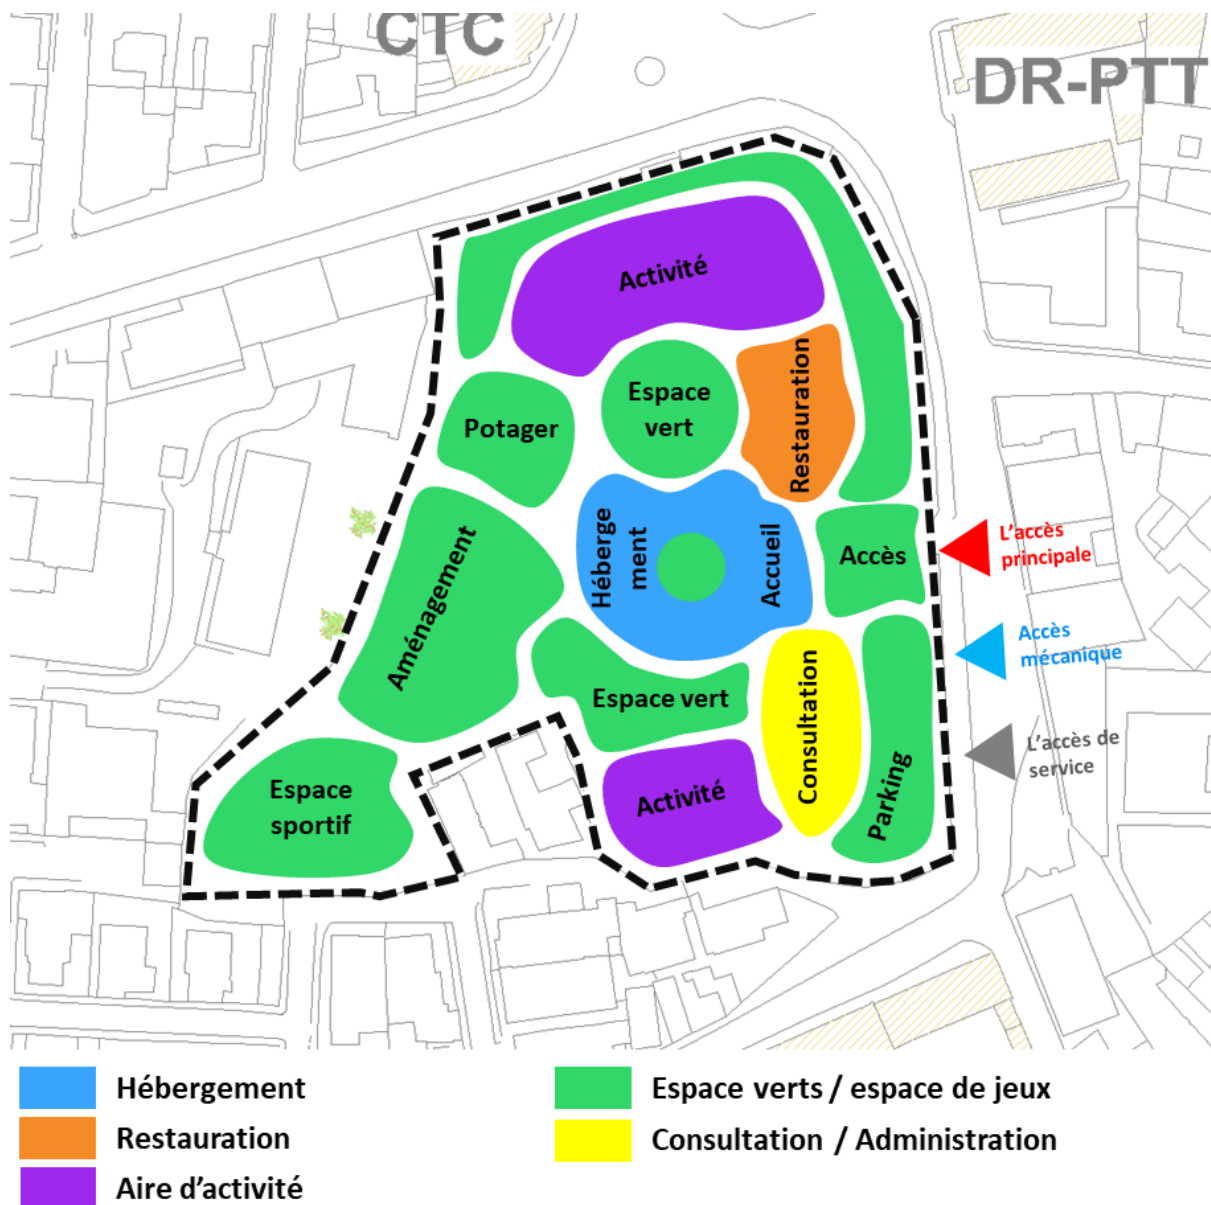 CTC
DR-PTT
Activité
Espace
vert
Restauration
Potager
Héberge
ment
Accueil
Accès
L'accès
principale
Aménagement
Accès
mécanique
Espace vert
Consultation
L'accès de
service
Parking
Activité
Espace
sportif
Hébergement
Espace verts / espace de jeux
Restauration
Consultation / Administration
Aire d'activité